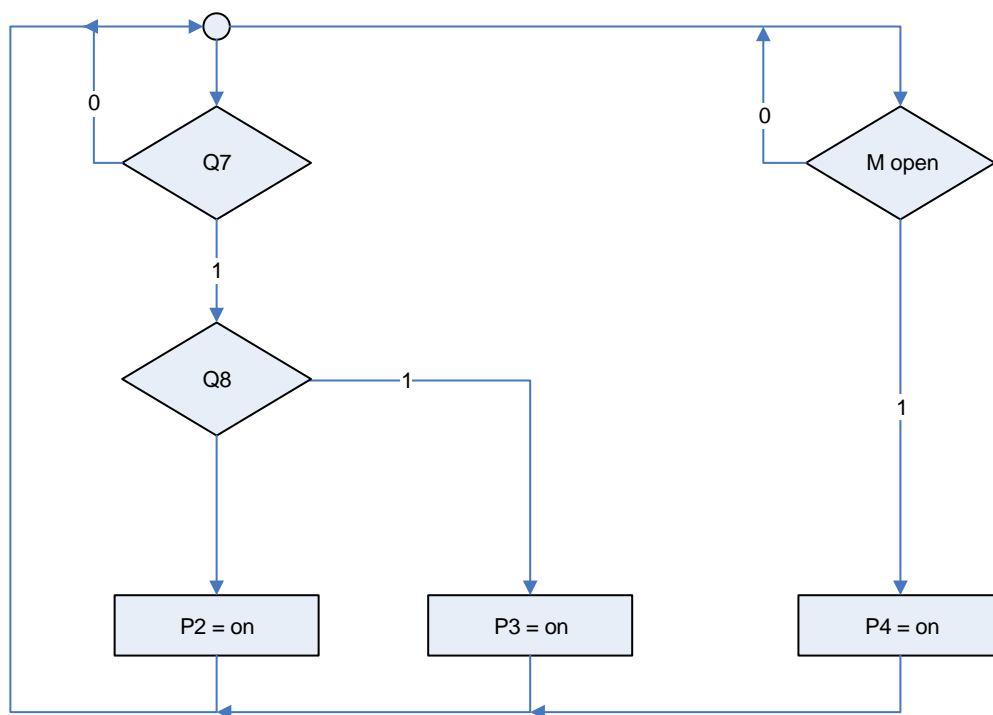 0
0
Q7
M open
1
Q8
1
1
P2 = on
P3 = on
P4 = on